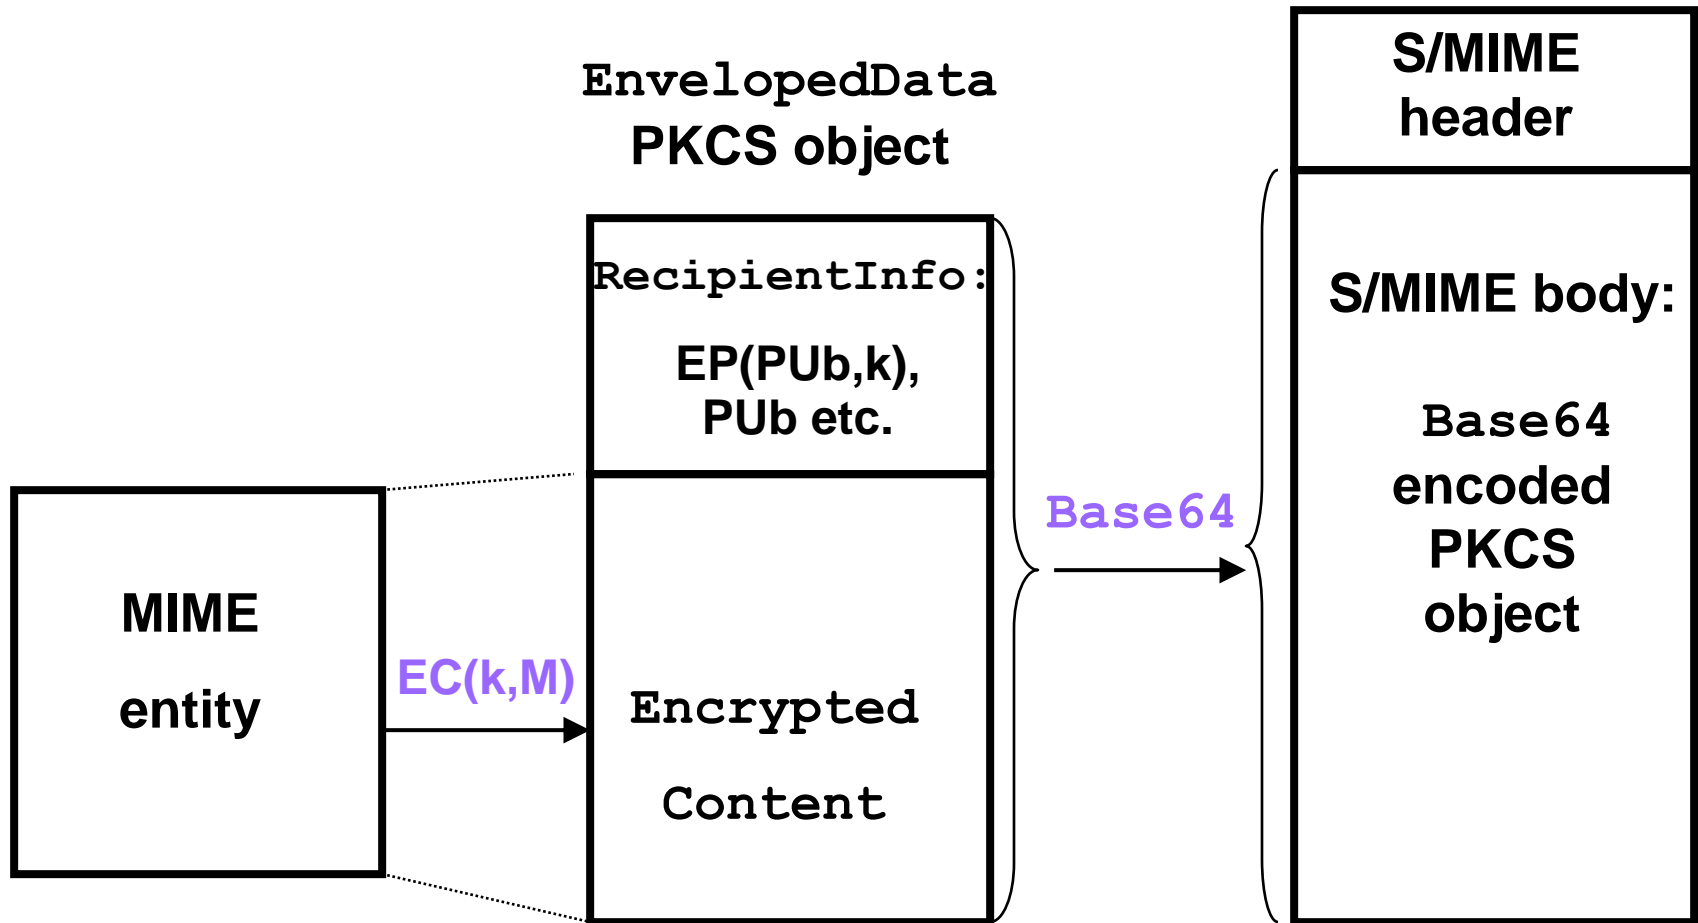 EnvelopedData
PKCS object
S/MIME
header
RecipientInfo:
EP(PUb,k),
PUb etc.
S/MIME body:
Base64
encoded
PKCS
object
Base64
MIME
entity
EC(k,M)
Encrypted
Content